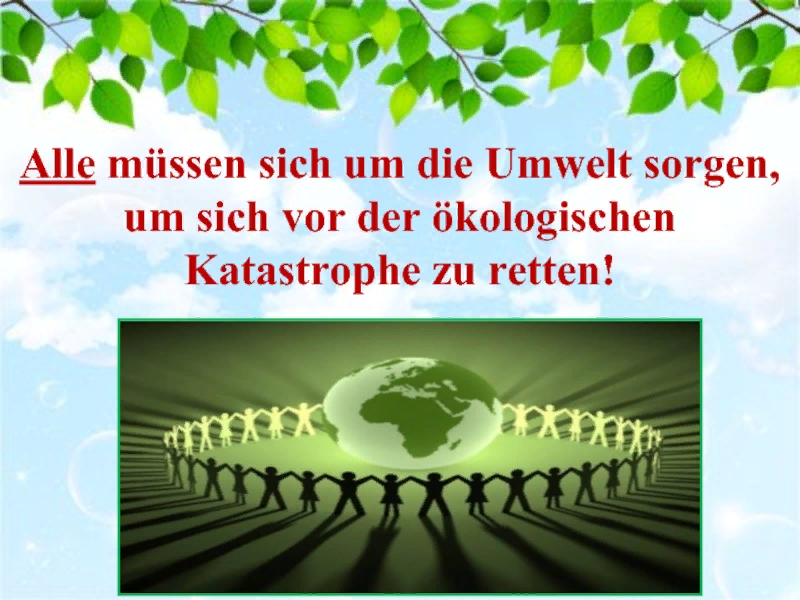 Alle müssen sich um die Umwelt sorgen,
um sich vor der ökologischen
Katastrophe zu retten!